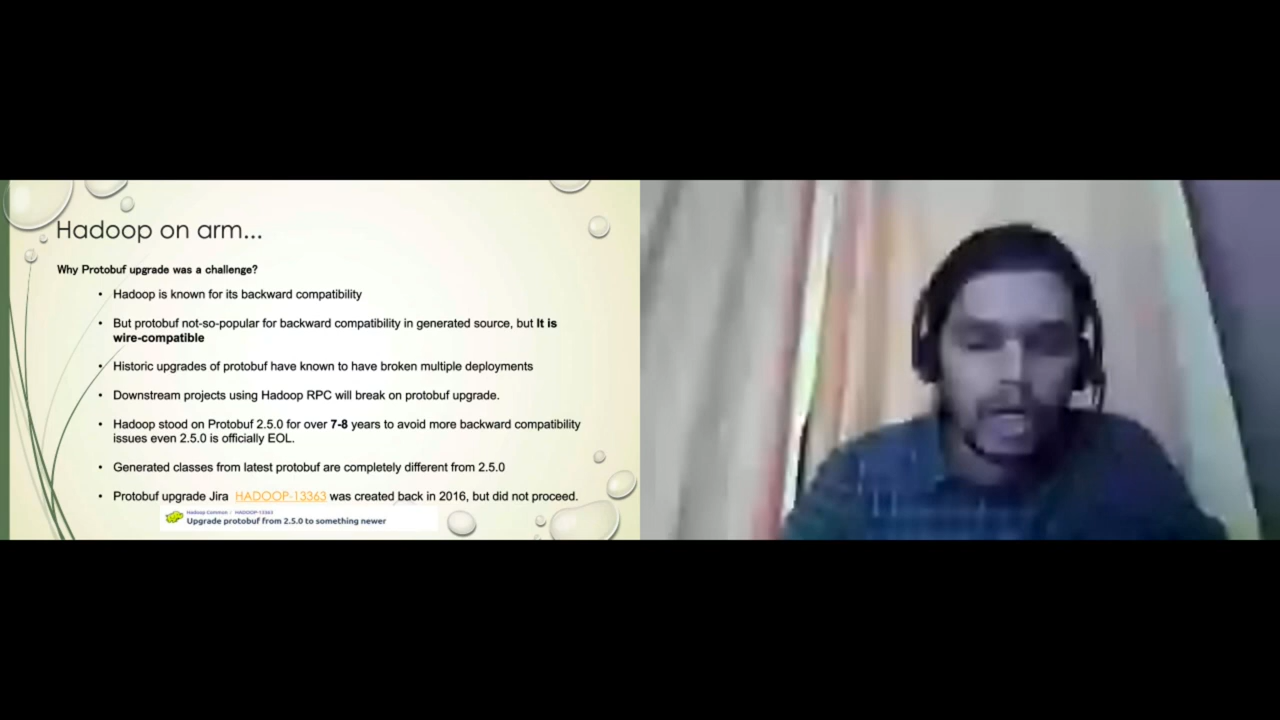 Hadoop on arm...
Why Protobuf upgrade was a challenge?
• Hadoop is known for its backward compatibility
• But protobuf not-so-popular for backward compatibility in generated source, but It is
wire-compatible
• Historic upgrades of protobuf have known to have broken multiple deployments
• Downstream projects using Hadoop RPC will break on protobuf upgrade.
• Hadoop stood on Protobuf 2.5.0 for over 7-8 years to avoid more backward compatibility
issues even 2.5.0 is officially EOL.
• Generated classes from latest protobuf are completely different from 2.5.0
• Protobuf upgrade Jira HADOOP-13363 was created back in 2016, but did not proceed.
Hadoop Common / HADOOP-13363
Upgrade protobuf from 2.5.0 to something newer